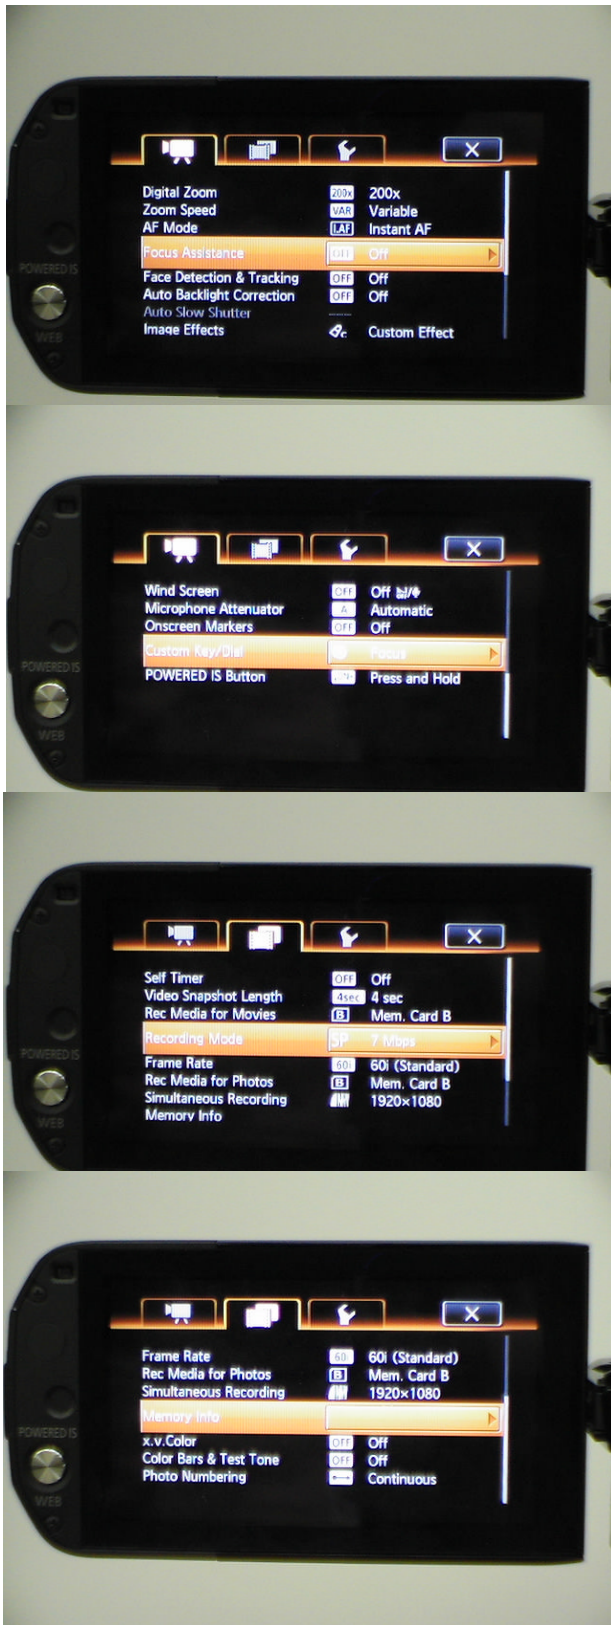 Digital Zoom 200x 200x
Zoom Speed VAR Variable
AF Mode I.AF Instant AF
Focus Assistance OFF Off
POWERED IS
Face Detection & Tracking OFF Off
Auto Backlight Correction OFF Off
Auto Slow Shutter ----
Image Effects C. Custom Effect
WEB
Wind Screen OFF Off
Microphone Attenuator A Automatic
Onscreen Markers OFF Off
Custom Key/Dial Focus
POWERED IS
POWERED IS Button Press and Hold
WEB
Self Timer OFF Off
Video Snapshot Length 4sec 4 sec
Rec Media for Movies B Mem. Card B
Recording Mode SP 7 Mbps
POWERED IS
Frame Rate 60i 60i (Standard)
Rec Media for Photos B Mem. Card B
Simultaneous Recording 1920×1080
Memory Info
WEB
Frame Rate 60i 60i (Standard)
Rec Media for Photos B Mem. Card B
Simultaneous Recording 1920×1080
Memory Info
POWERED IS
x.v.Color OFF Off
Color Bars & Test Tone OFF Off
Photo Numbering Continuous
WEB